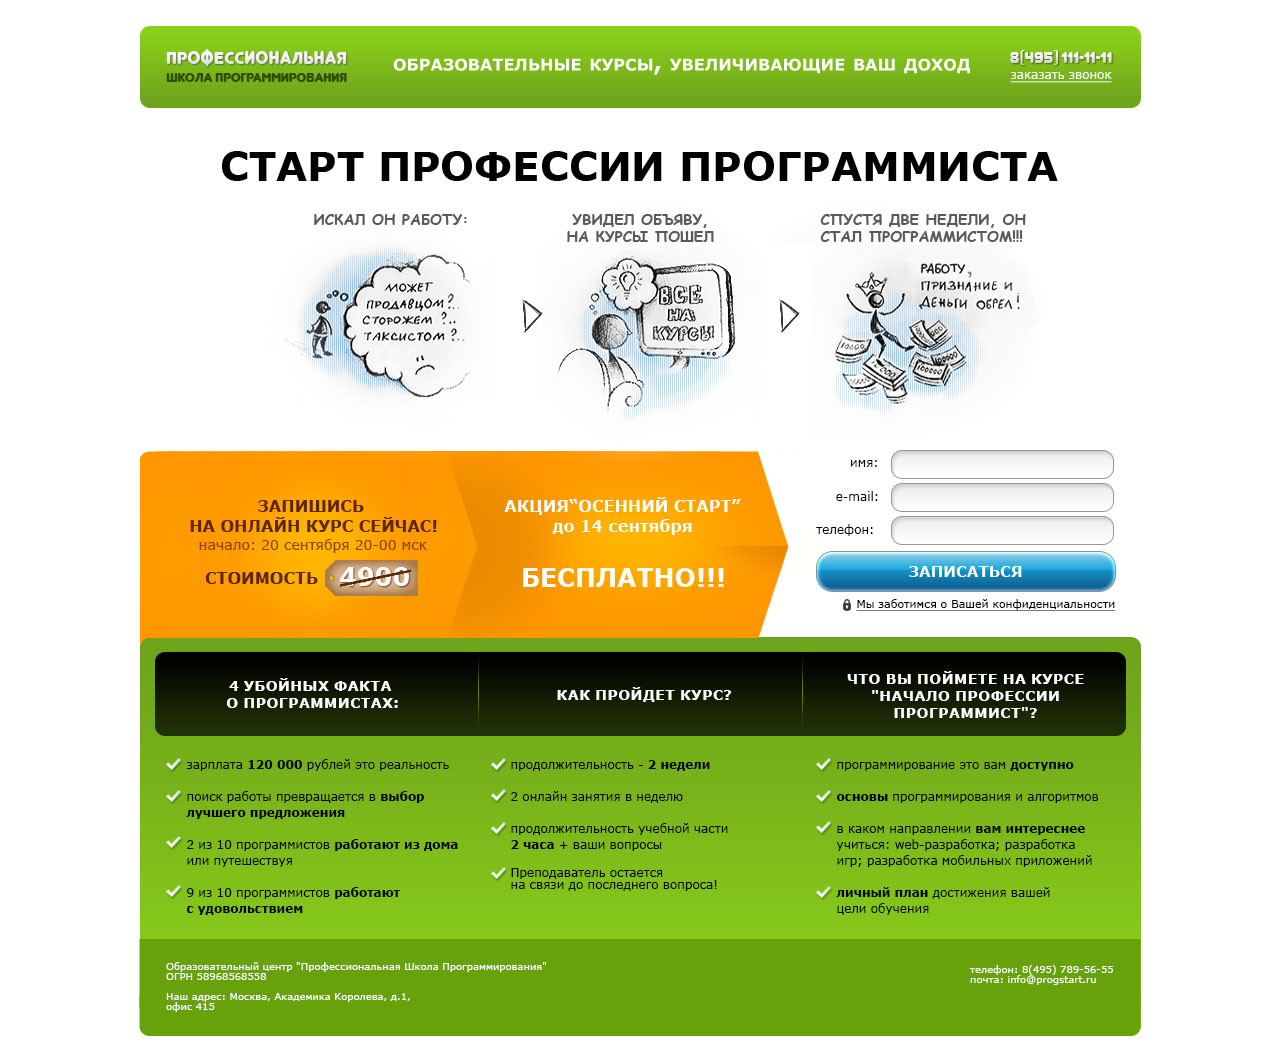 ПРОФЕССИОНАЛЬНАЯ
ШКОЛА ПРОГРАММИРОВАНИЯ
ОБРАЗОВАТЕЛЬНЫЕ КУРСЫ, УВЕЛИЧИВАЮЩИЕ ВАШ ДОХОД
8(495) 111-11-11
заказать звонок
СТАРТ ПРОФЕССИИ ПРОГРАММИСТА
ИСКАЛ ОН РАБОТУ:
МОЖЕТ
ПРОДАВЦОМ?..
СТОРОЖЕМ?..
ТАКСИСТОМ?..
УВИДЕЛ ОБЪЯВУ,
НА КУРСЫ ПОШЕЛ
ВСЕ
НА
КУРСЫ
СПУСТЯ ДВЕ НЕДЕЛИ, ОН
СТАЛ ПРОГРАММИСТОМ!!!
РАБОТУ,
ПРИЗНАНИЕ И
ДЕНЬГИ ОБРЕЛ!
10000
100000
100000
10000
100000
100000
ЗАПИШИСЬ
НА ОНЛАЙН КУРС СЕЙЧАС!
начало: 20 сентября 20-00 мск
СТОИМОСТЬ 4900
АКЦИЯ“ОСЕННИЙ СТАРТ”
до 14 сентября
БЕСПЛАТНО!!!
имя:
e-mail:
телефон:
ЗАПИСАТЬСЯ
Мы заботимся о Вашей конфиденциальности
4 УБОЙНЫХ ФАКТА
О ПРОГРАММИСТАХ:
зарплата 120 000 рублей это реальность
поиск работы превращается в выбор
лучшего предложения
2 из 10 программистов работают из дома
или путешествуя
9 из 10 программистов работают
с удовольствием
КАК ПРОЙДЕТ КУРС?
продолжительность - 2 недели
2 онлайн занятия в неделю
продолжительность учебной части
2 часа + ваши вопросы
Преподаватель остается
на связи до последнего вопроса!
ЧТО ВЫ ПОЙМЕТЕ НА КУРСЕ
"НАЧАЛО ПРОФЕССИИ
ПРОГРАММИСТ"?
программирование это вам доступно
основы программирования и алгоритмов
в каком направлении вам интереснее
учиться: web-разработка; разработка
игр; разработка мобильных приложений
личный план достижения вашей
цели обучения
Образовательный центр "Профессиональная Школа Программирования"
ОГРН 58968568558
Наш адрес: Москва, Академика Королева, д.1,
офис 415
телефон: 8(495) 789-56-55
почта: info@progstart.ru